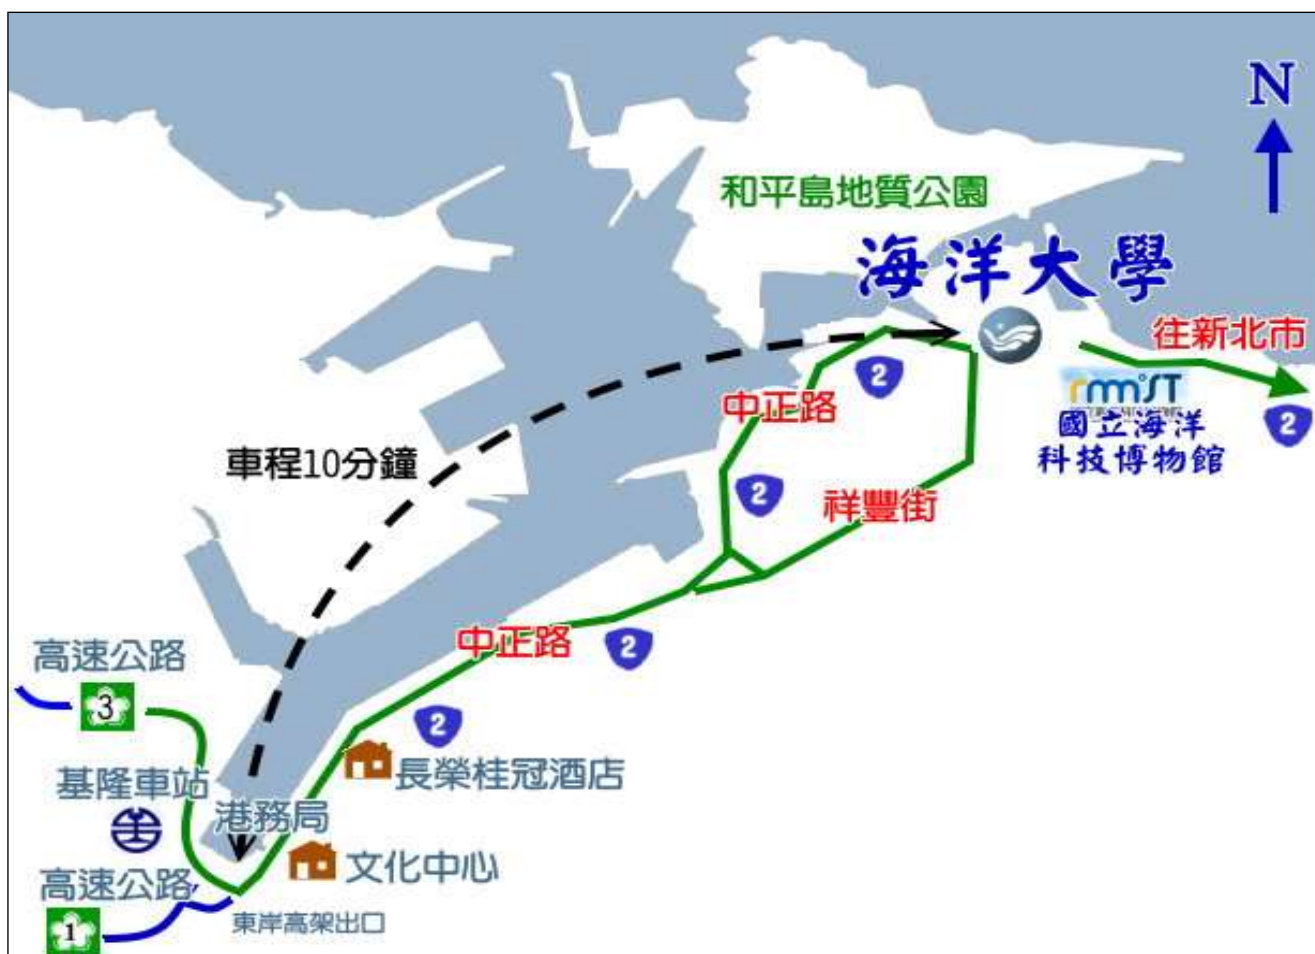 N
和平島地質公園
海洋大學
往新北市
2
中正路
rmmiST
2
國立海洋
科技博物館
車程10分鐘
2
祥豐街
高速公路
中正路
2
3
2
基隆車站
長榮桂冠酒店
港務局
文化中心
高速公路
1
東岸高架出口